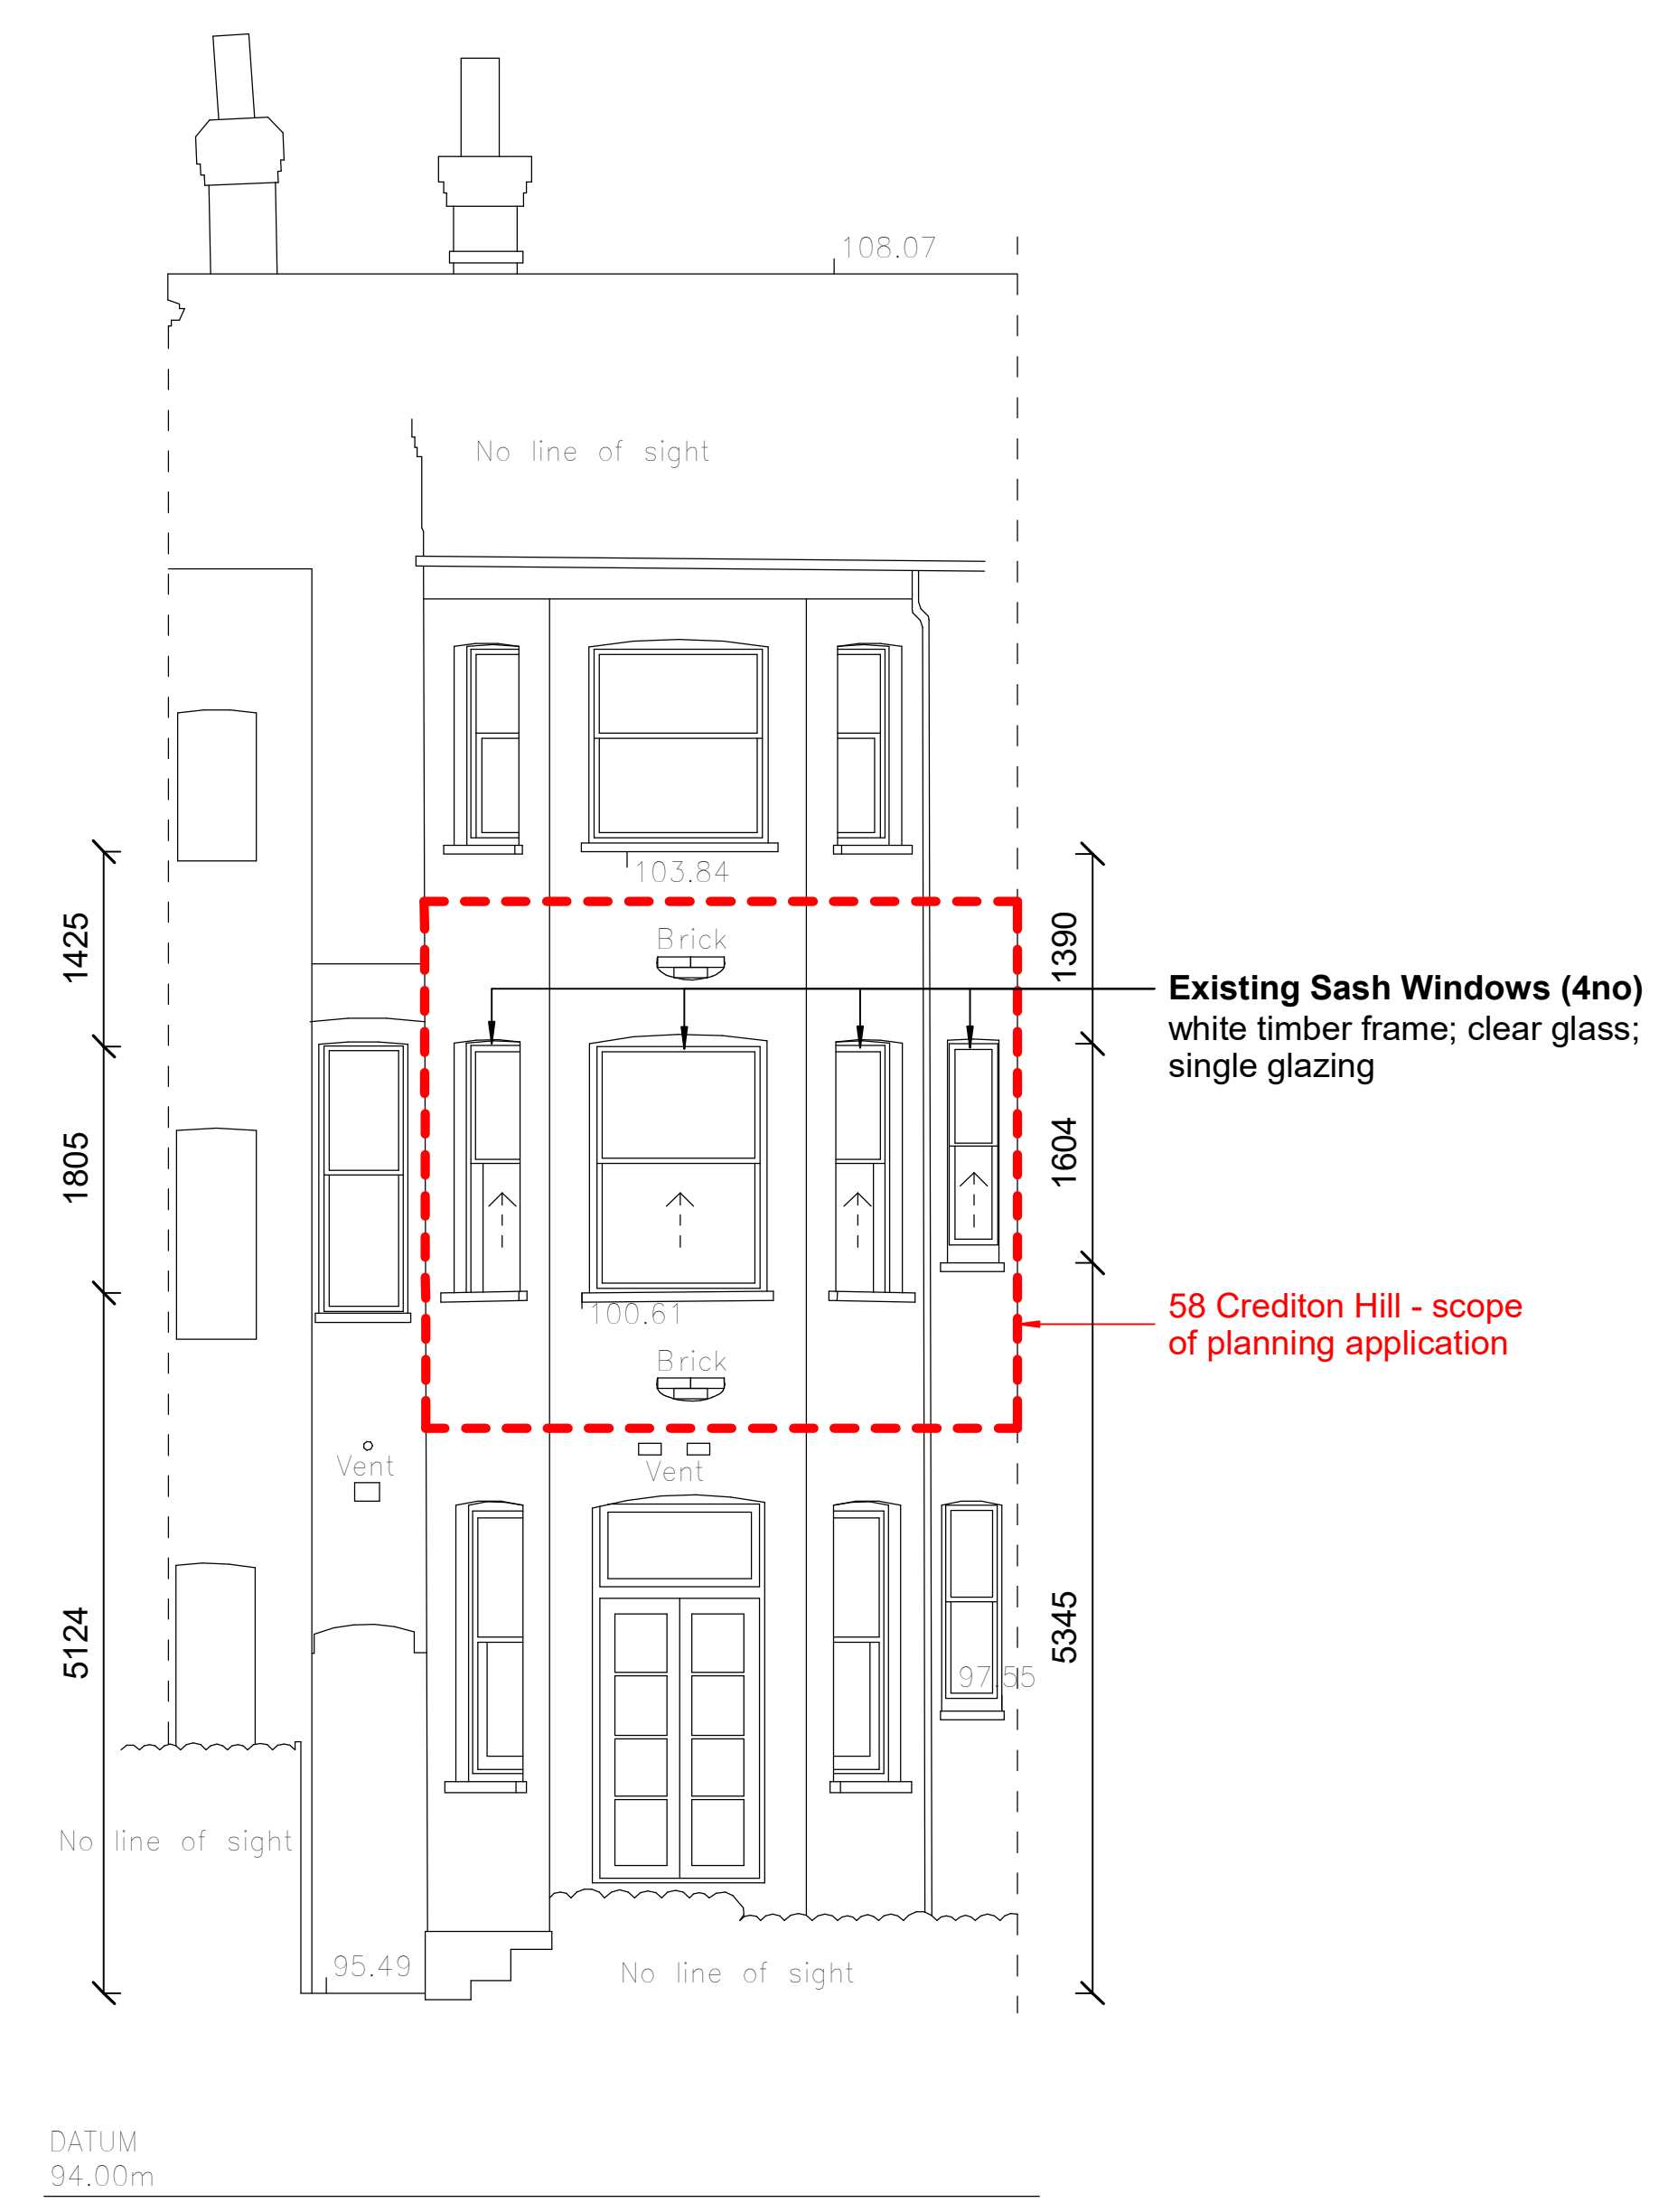 108.07
No line of sight
103.84
Brick
1425
1390
Existing Sash Windows (4no)
white timber frame; clear glass;
single glazing
1805
1604
58 Crediton Hill - scope
of planning application
100.61
Brick
Vent
Vent
5124
5345
97.55
No line of sight
95.49
No line of sight
DATUM
94.00m